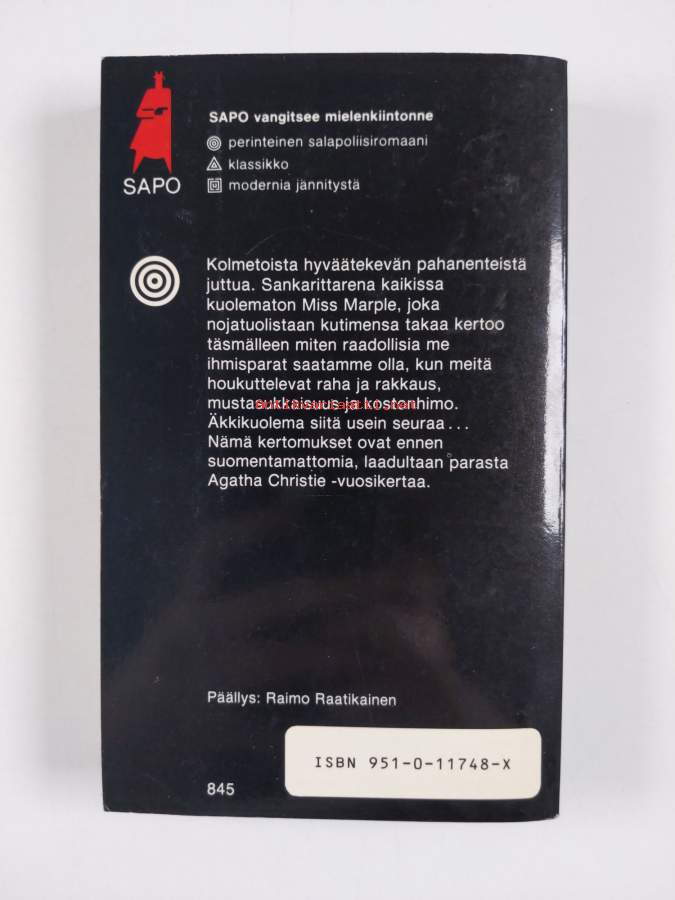 SAPO vangitsee mielenkiintonne
perinteinen salapoliisiromaani
klassikko
modernia jännitystä
SAPO
Kolmetoista hyväätekevän pahanenteistä
juttua. Sankarittarena kaikissa
kuolematon Miss Marple, joka
nojatuolistaan kutimensa takaa kertoo
täsmälleen miten raadollisia me
ihmisparat saatamme olla, kun meitä
houkuttelevat raha ja rakkaus,
mustasukkaisuus ja kostonhimo.
Äkkikuolema siitä usein seuraa...
Nämä kertomukset ovat ennen
suomentamattomia, laadultaan parasta
Agatha Christie -vuosikertaa.
Päällys: Raimo Raatikainen
ISBN 951-0-11748-X
845